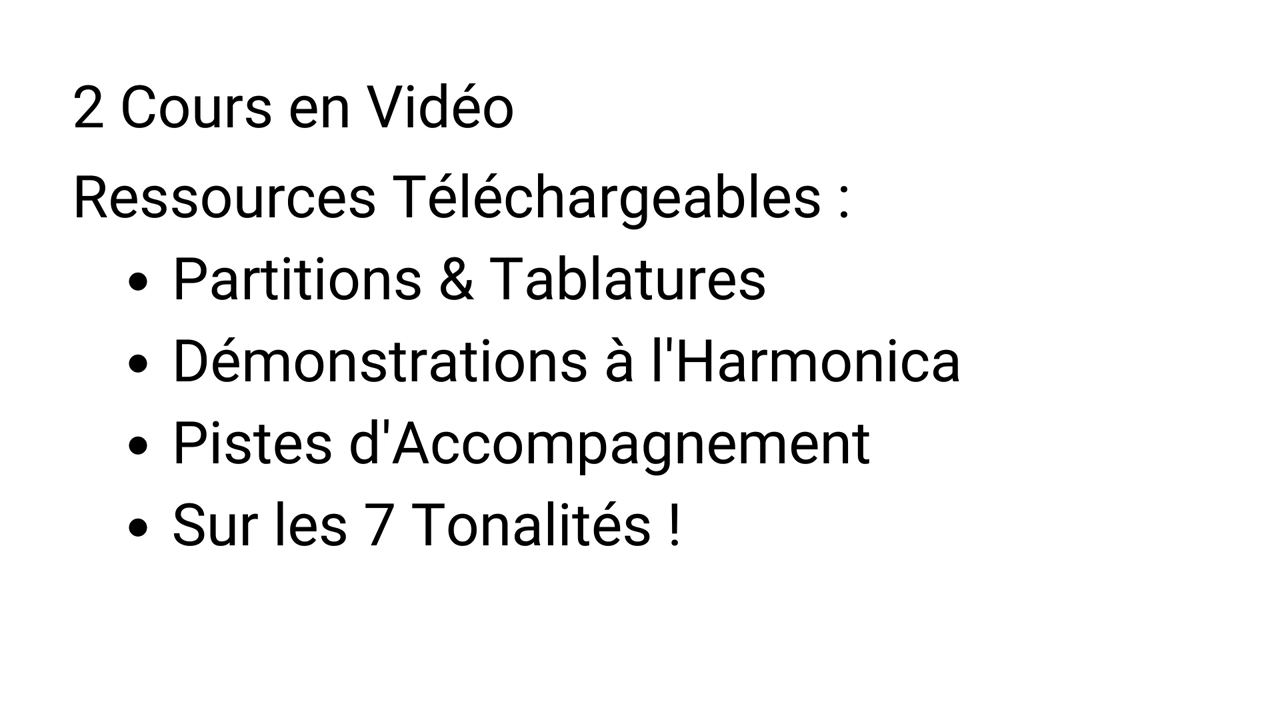 2 Cours en Vidéo
Ressources Téléchargeables :
• Partitions & Tablatures
• Démonstrations à l'Harmonica
• Pistes d'Accompagnement
• Sur les 7 Tonalités !